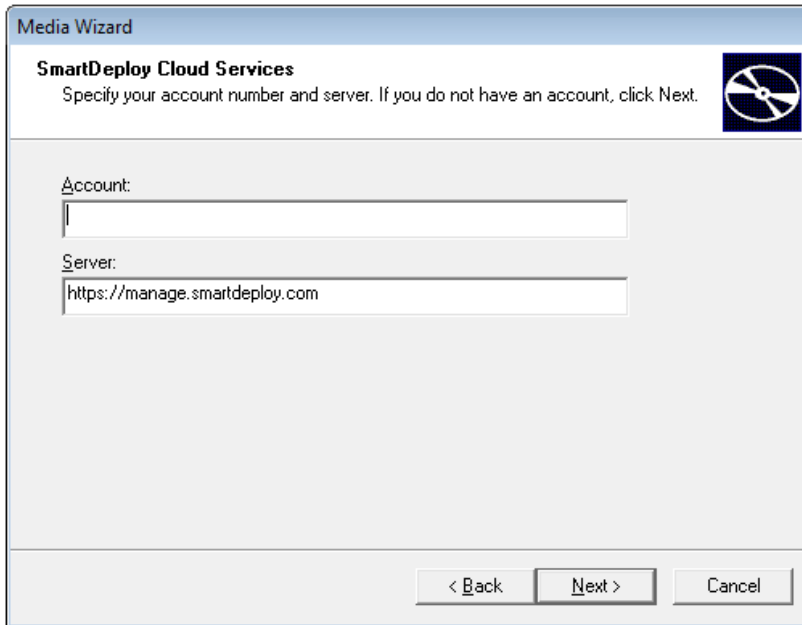 Media Wizard
SmartDeploy Cloud Services
Specify your account number and server. If you do not have an account, click Next.
Account:
Server:
https://manage.smartdeploy.com
< Back
Next >
Cancel